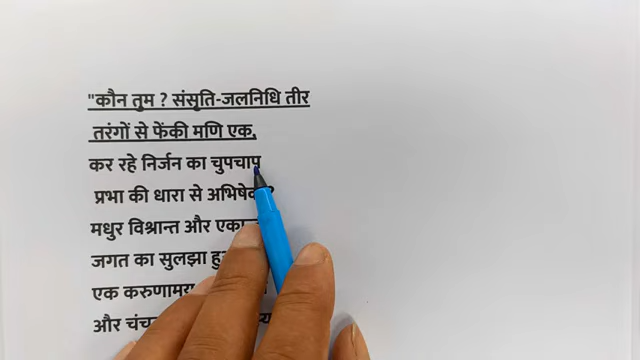 "कौन तुम ? संसृति-जलनिधि तीर
तरंगों से फेंकी मणि एक,
कर रहे निर्जन का चुपचाप
प्रभा की धारा से अभिषेक?
मधुर विश्रान्त और
जगत का सुलझा
एक करुणामय
और